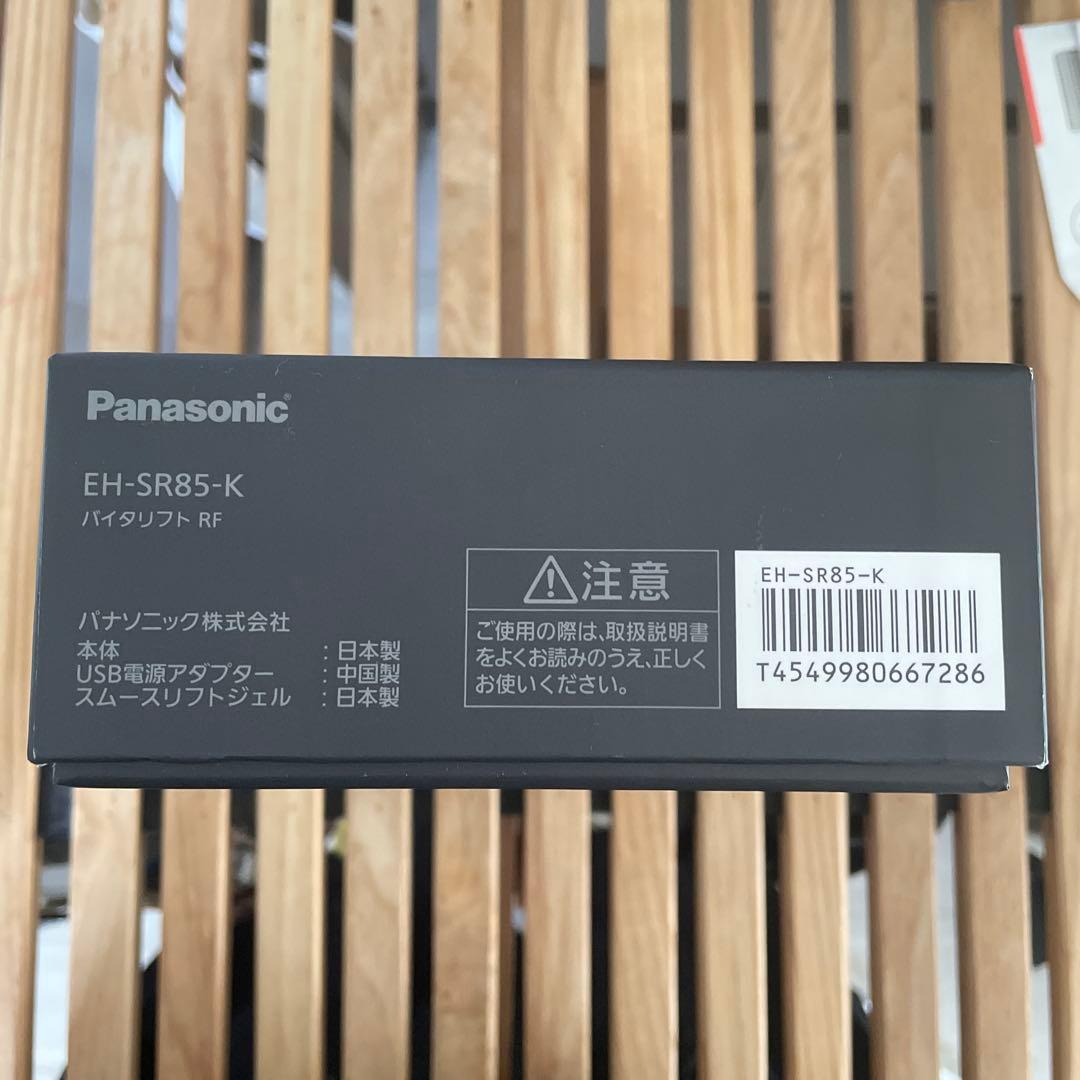 Panasonic®
EH-SR85-K
バイタリフト RF
パナソニック株式会社
本体 : 日本製
USB電源アダプター : 中国製
スムースリフトジェル : 日本製
注意
ご使用の際は、取扱説明書
をよくお読みのうえ、正しく
お使いください。
EH-SR85-K
T4549980667286